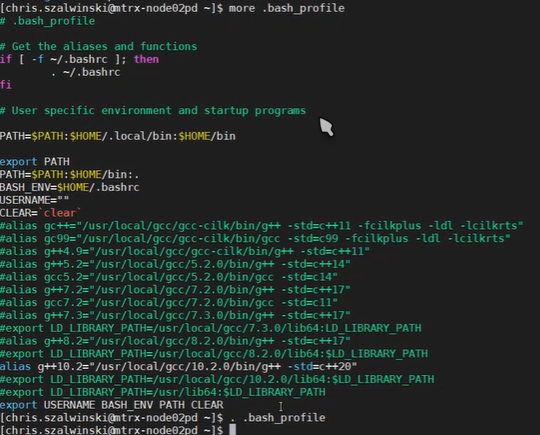 [chris.szalwinski@mtrx-node02pd ~]$ more .bash_profile
# .bash_profile
# Get the aliases and functions
if [ -f ~/.bashrc ]; then
        . ~/.bashrc
fi
# User specific environment and startup programs
PATH=$PATH:$HOME/.local/bin:$HOME/bin
export PATH
PATH=$PATH:$HOME/bin:.
BASH_ENV=$HOME/.bashrc
USERNAME=""
CLEAR=`clear`
#alias gc++="/usr/local/gcc/gcc-cilk/bin/g++ -std=c++11 -fcilkplus -ldl -lcilkrts"
#alias gc99="/usr/local/gcc/gcc-cilk/bin/gcc -std=c99 -fcilkplus -ldl -lcilkrts"
#alias g++4.9="/usr/local/gcc/gcc-cilk/bin/g++ -std=c++11"
#alias g++5.2="/usr/local/gcc/5.2.0/bin/g++ -std=c++14"
#alias gcc5.2="/usr/local/gcc/5.2.0/bin/gcc -std=c14"
#alias g++7.2="/usr/local/gcc/7.2.0/bin/g++ -std=c++17"
#alias gcc7.2="/usr/local/gcc/7.2.0/bin/gcc -std=c11"
#alias g++7.3="/usr/local/gcc/7.3.0/bin/g++ -std=c++17"
#export LD_LIBRARY_PATH=/usr/local/gcc/7.3.0/lib64:LD_LIBRARY_PATH
#alias g++8.2="/usr/local/gcc/8.2.0/bin/g++ -std=c++17"
#export LD_LIBRARY_PATH=/usr/local/gcc/8.2.0/lib64:$LD_LIBRARY_PATH
alias g++10.2="/usr/local/gcc/10.2.0/bin/g++ -std=c++20"
#export LD_LIBRARY_PATH=/usr/local/gcc/10.2.0/lib64:$LD_LIBRARY_PATH
#export LD_LIBRARY_PATH=/usr/lib64:$LD_LIBRARY_PATH
export USERNAME BASH_ENV PATH CLEAR
[chris.szalwinski@mtrx-node02pd ~]$ . .bash_profile
[chris.szalwinski@mtrx-node02pd ~]$